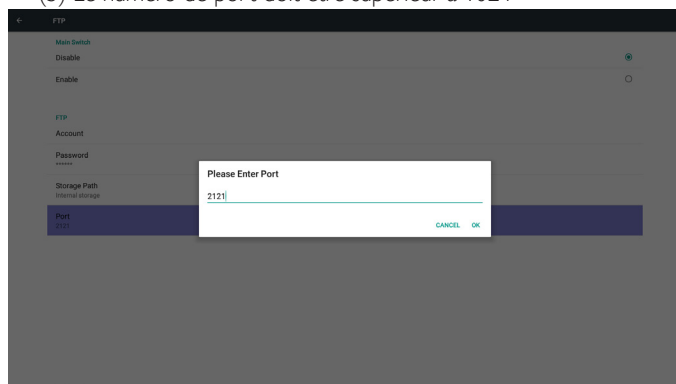 Le numéro de port doit être supérieur à 1024
FTP
Main Switch
Disable
Enable
FTP
Account
Password
******
Storage Path
Internal storage
Port
2121
Please Enter Port
2121
CANCEL OK